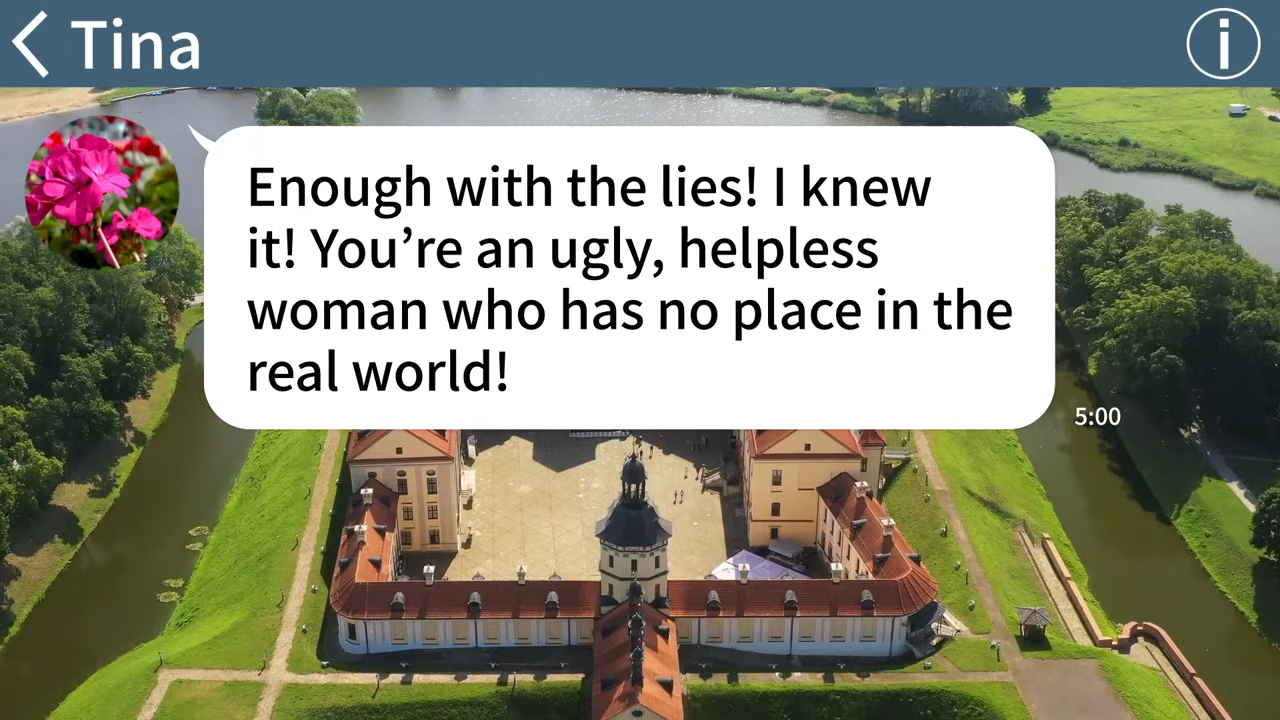 Tina
Enough with the lies! I knew
it! You’re an ugly, helpless
woman who has no place in the
real world!
5:00